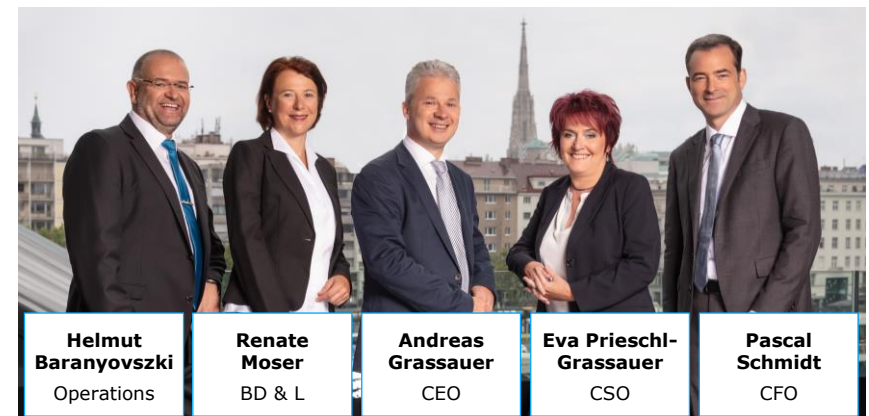 Helmut
Baranyovszki
Operations
Renate
Moser
BD & L
Andreas
Grassauer
CEO
Eva Prieschl-
Grassauer
CSO
Pascal
Schmidt
CFO